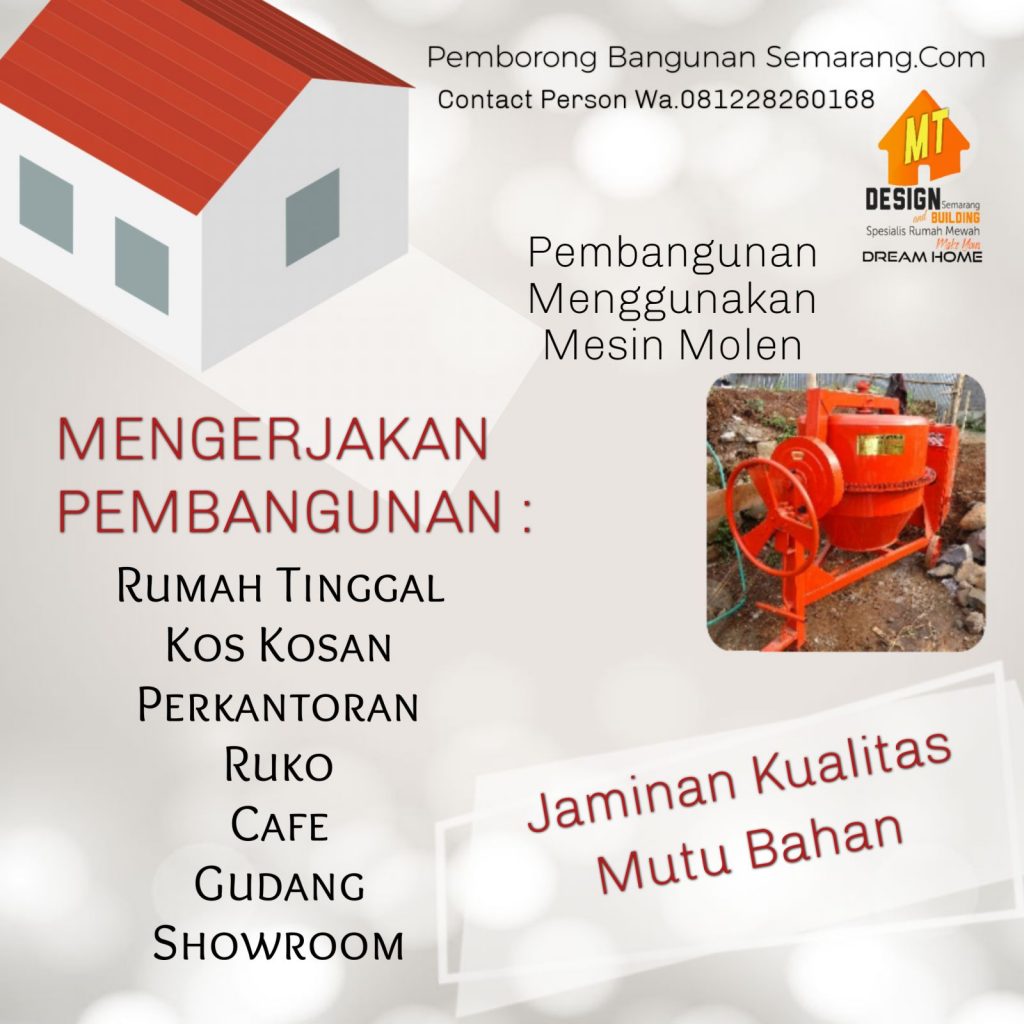 Pemborong Bangunan Semarang.Com
Contact Person Wa.081228260168
MT
DESIGN Semarang
and BUILDING
Spesialis Rumah Mewah
Make Your
DREAM HOME
Pembangunan
Menggunakan
Mesin Molen
MENGERJAKAN
PEMBANGUNAN :
Rumah Tinggal
Kos Kosan
Perkantoran
Ruko
Cafe
Gudang
Showroom
Jaminan Kualitas
Mutu Bahan